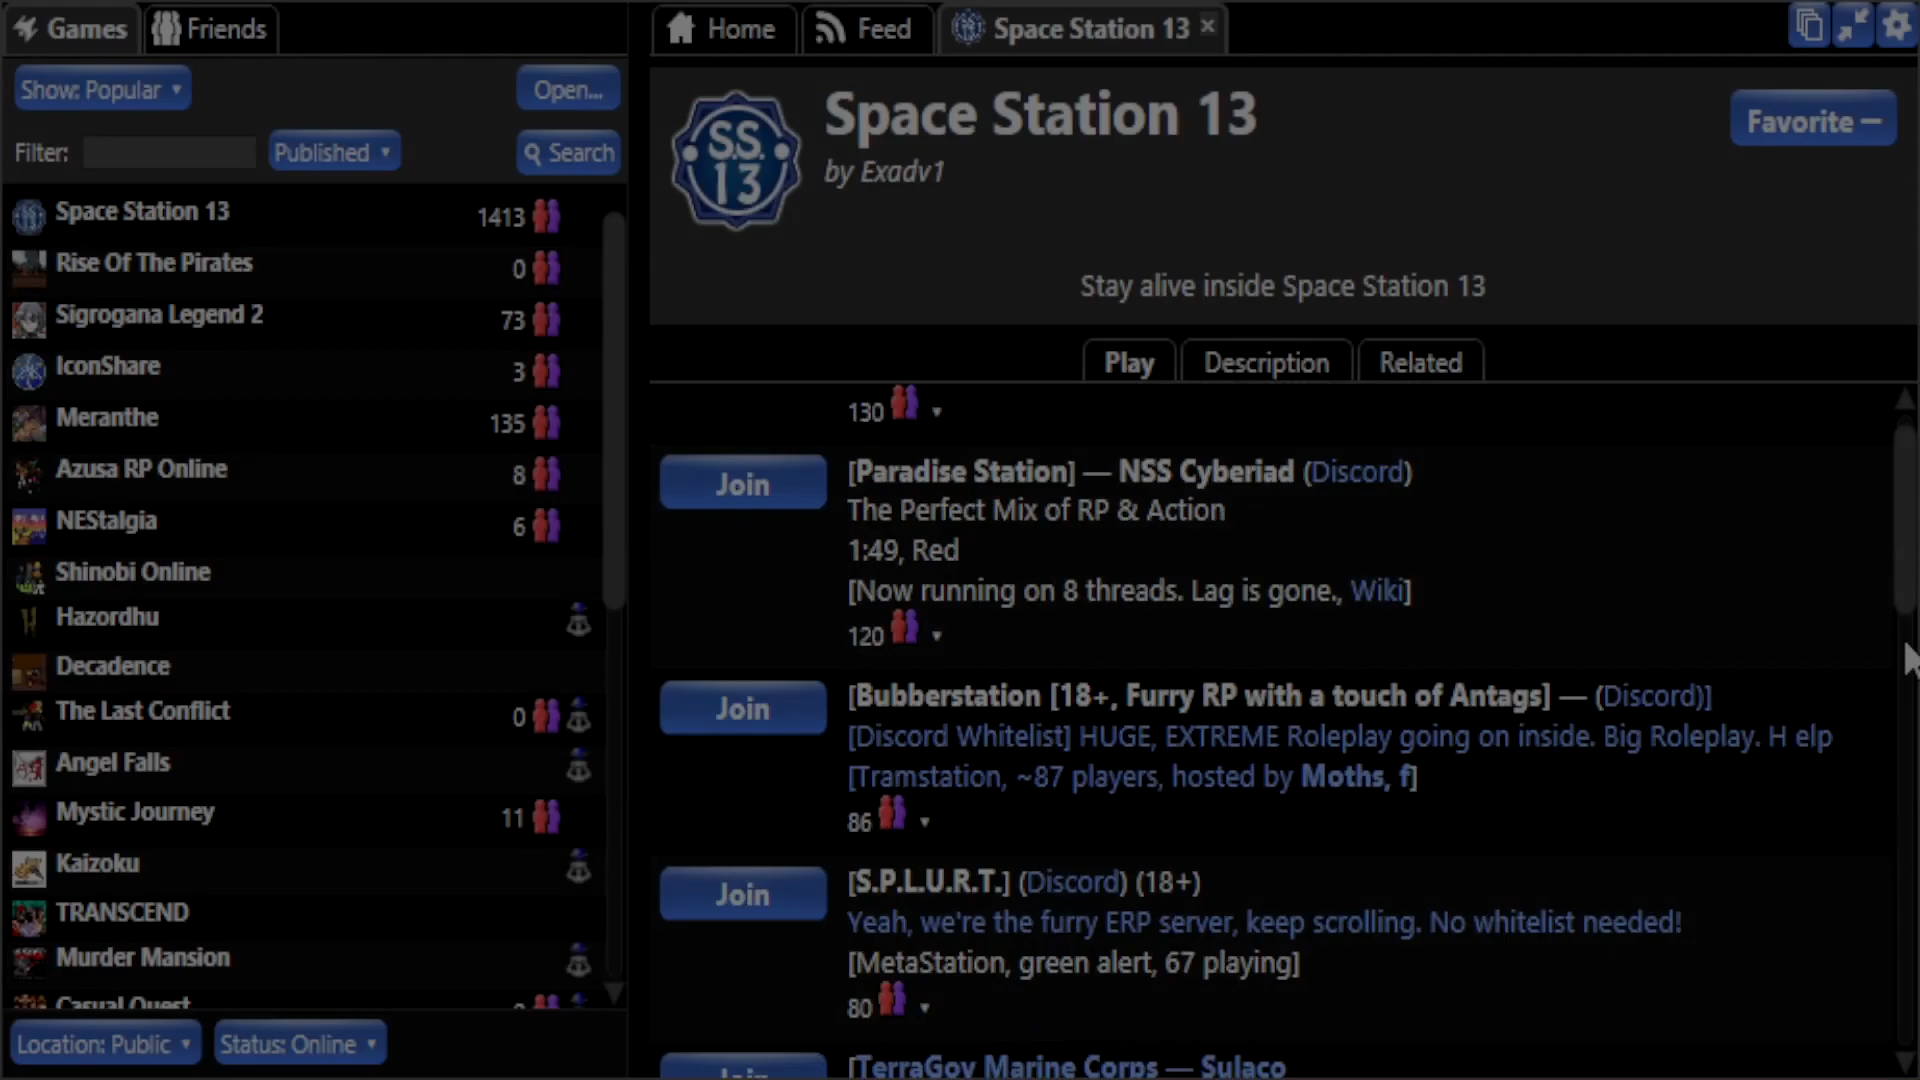 Games
Friends
Home
Feed
Space Station 13
Show: Popular
Open...
Filter:
Published
Search
Space Station 13
1413
Rise Of The Pirates
0
Sigrogana Legend 2
73
IconShare
3
Meranthe
135
Azusa RP Online
8
NEStalgia
6
Shinobi Online
Hazordhu
Decadence
The Last Conflict
0
Angel Falls
Mystic Journey
11
Kaizoku
TRANSCEND
Murder Mansion
Casual Quest
Location: Public
Status: Online
S.S.
13
Space Station 13
by Exadv1
Favorite —
Stay alive inside Space Station 13
Play
Description
Related
130
Join
[Paradise Station] — NSS Cyberiad (Discord)
The Perfect Mix of RP & Action
1:49, Red
[Now running on 8 threads. Lag is gone., Wiki]
120
Join
[Bubberstation [18+, Furry RP with a touch of Antags] — (Discord)]
[Discord Whitelist] HUGE, EXTREME Roleplay going on inside. Big Roleplay. H elp
[Tramstation, ~87 players, hosted by Moths, f]
86
Join
[S.P.L.U.R.T.] (Discord) (18+)
Yeah, we're the furry ERP server, keep scrolling. No whitelist needed!
[MetaStation, green alert, 67 playing]
80
Join
[TerraGov Marine Corps — Sulaco